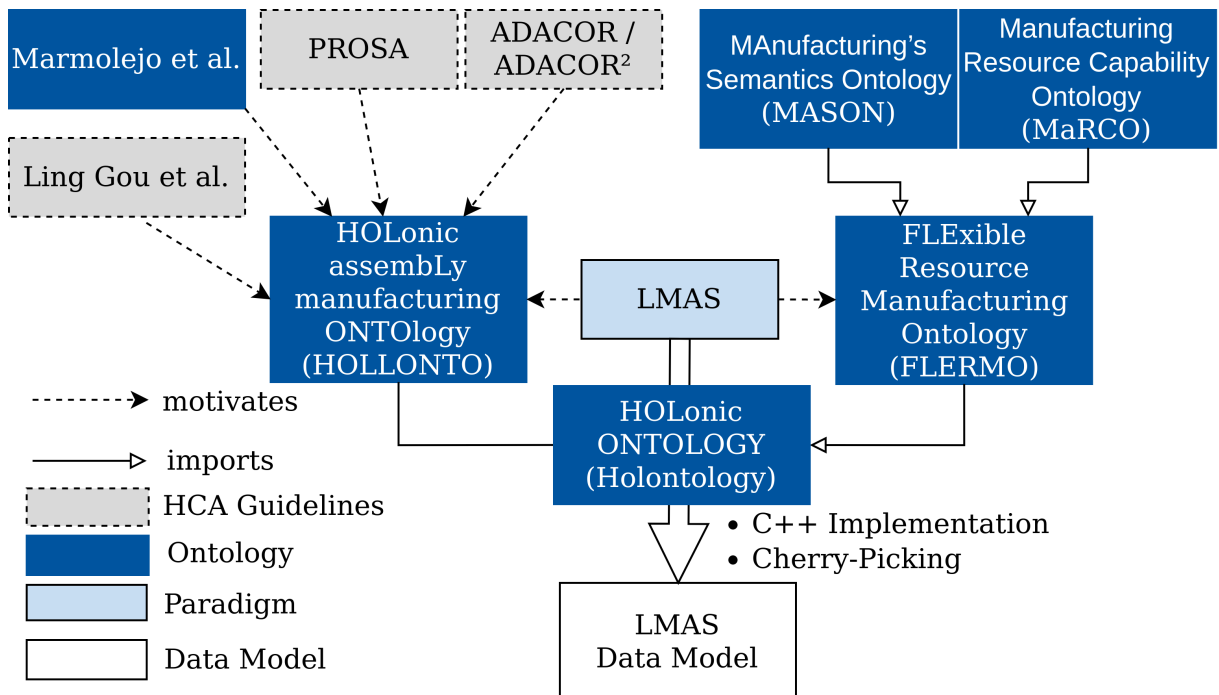 Marmolejo et al.
PROSA
ADACOR /
ADACOR²
MAnufacturing’s
Semantics Ontology
(MASON)
Manufacturing
Resource Capability
Ontology
(MaRCO)
Ling Gou et al.
HOLonic
assembLy
manufacturing
ONTOlogy
(HOLLONTO)
LMAS
FLExible
Resource
Manufacturing
Ontology
(FLERMO)
motivates
imports
HCA Guidelines
Ontology
Paradigm
Data Model
HOLonic
ONTOLOGY
(Holontology)
• C++ Implementation
• Cherry-Picking
LMAS
Data Model